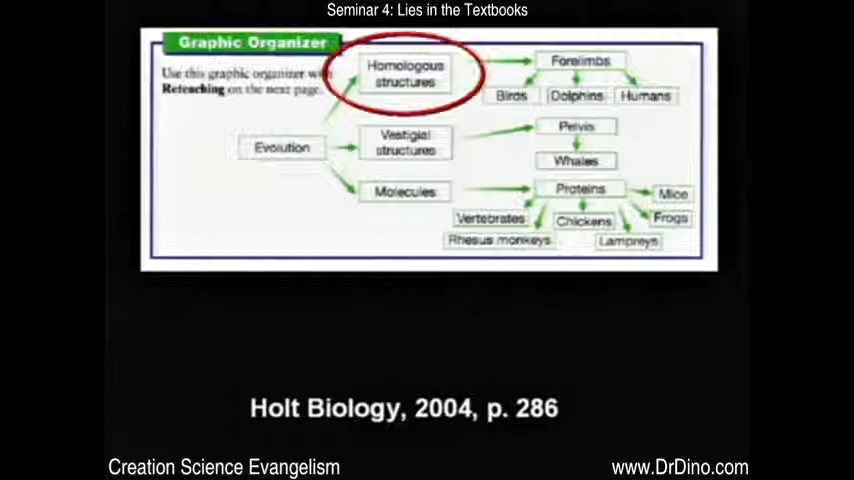 Seminar 4: Lies in the Textbooks
Graphic Organizer
Use this graphic organizer with
Reteaching on the next page.
Homologous
structures
Forelimbs
Birds
Dolphins
Humans
Evolution
Vestigial
structures
Pelvis
Whales
Molecules
Proteins
Mice
Vertebrates
Chickens
Frogs
Rhesus monkeys
Lampreys
Holt Biology, 2004, p. 286
Creation Science Evangelism
www.DrDino.com